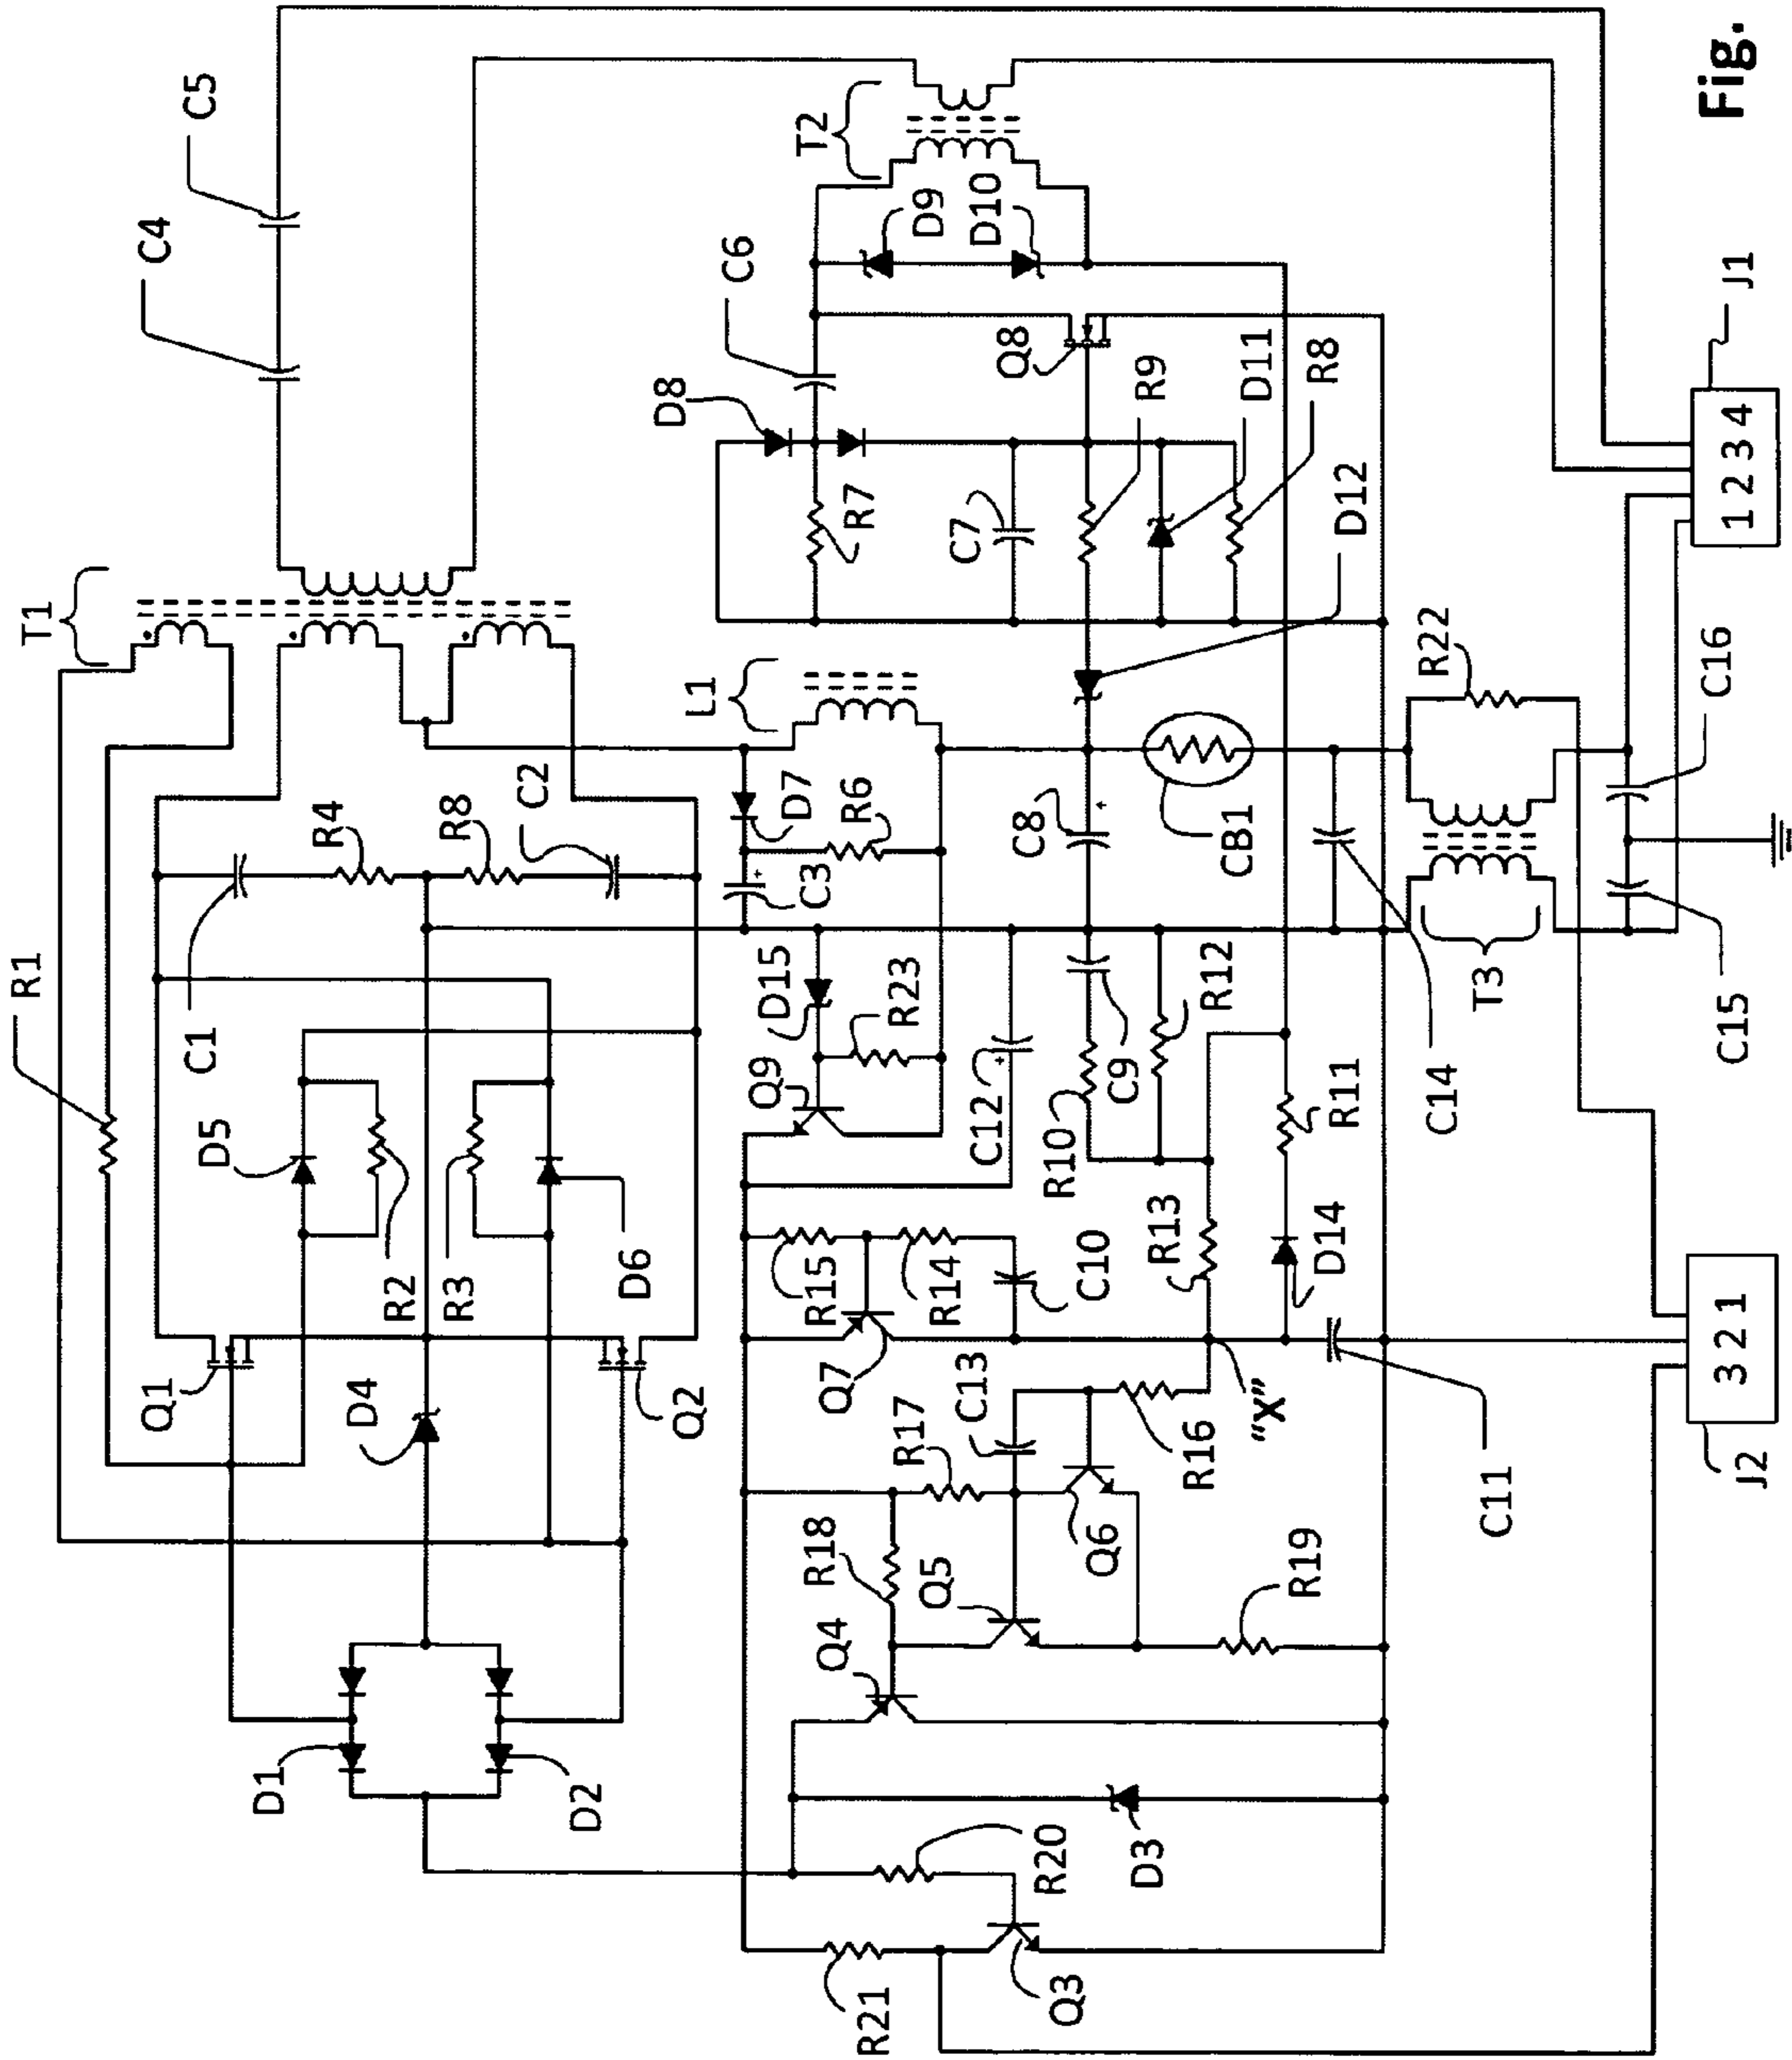 C5
C4
T1
R1
C1
R4
R8
C2
D5
R2
R3
D6
Q1
D4
Q2
D1
D2
T2
D9
D10
C6
D8
Q8
R9
D11
R8
R7
C7
D12
L1
D7
R6
C3
+
C8
+
CB1
R22
C16
D15
R23
Q9
C12
+
C9
R12
R10
T3
C15
C14
R11
R15
R14
C10
R13
D14
Q7
C13
R17
R16
"X"
C11
R18
Q5
Q6
R19
Q4
R20
D3
R21
Q3
1 2 3 4
J1
3 2 1
J2
Fig.